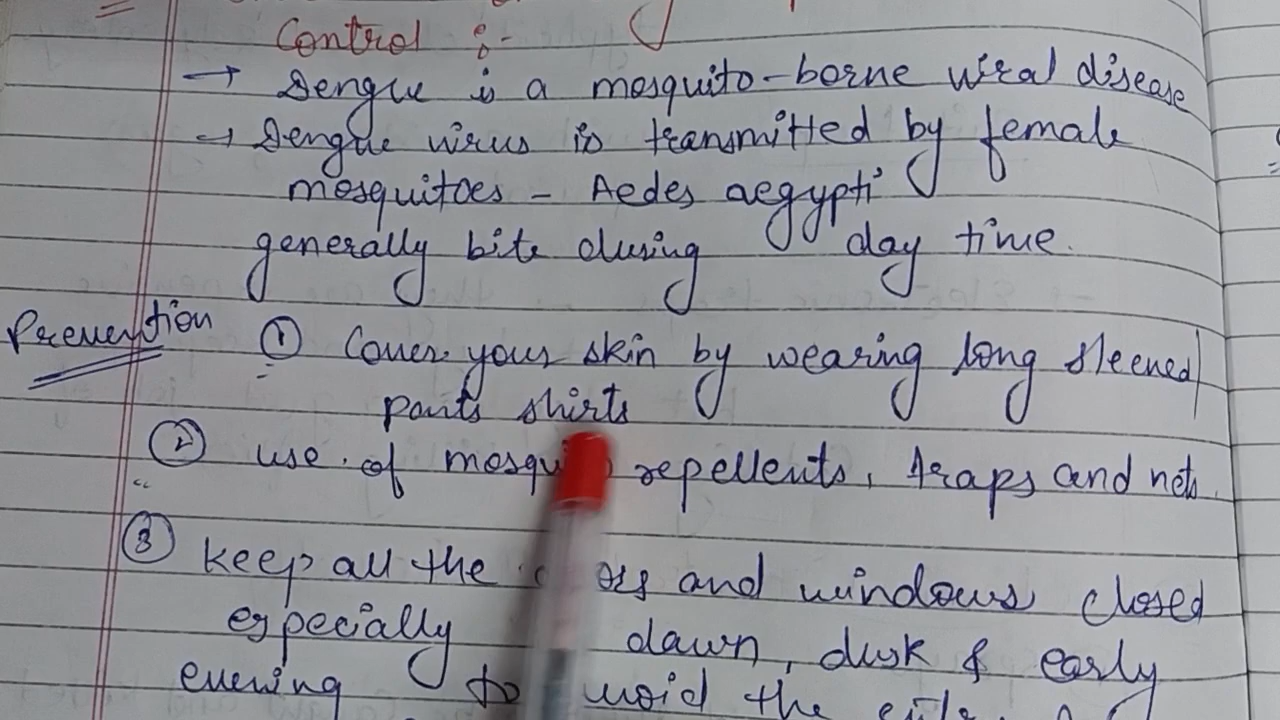 Control :-
→ Dengue is a mosquito-borne viral disease
→ Dengue virus is transmitted by female
mosquitoes - Aedes aegypti
generally bite during day time.
Prevention ① Cover your skin by wearing long sleeved
pants shirts
② use of repellents, traps and nets.
③ Keep all the and windows closed
especially dawn, dusk & early
evening to the